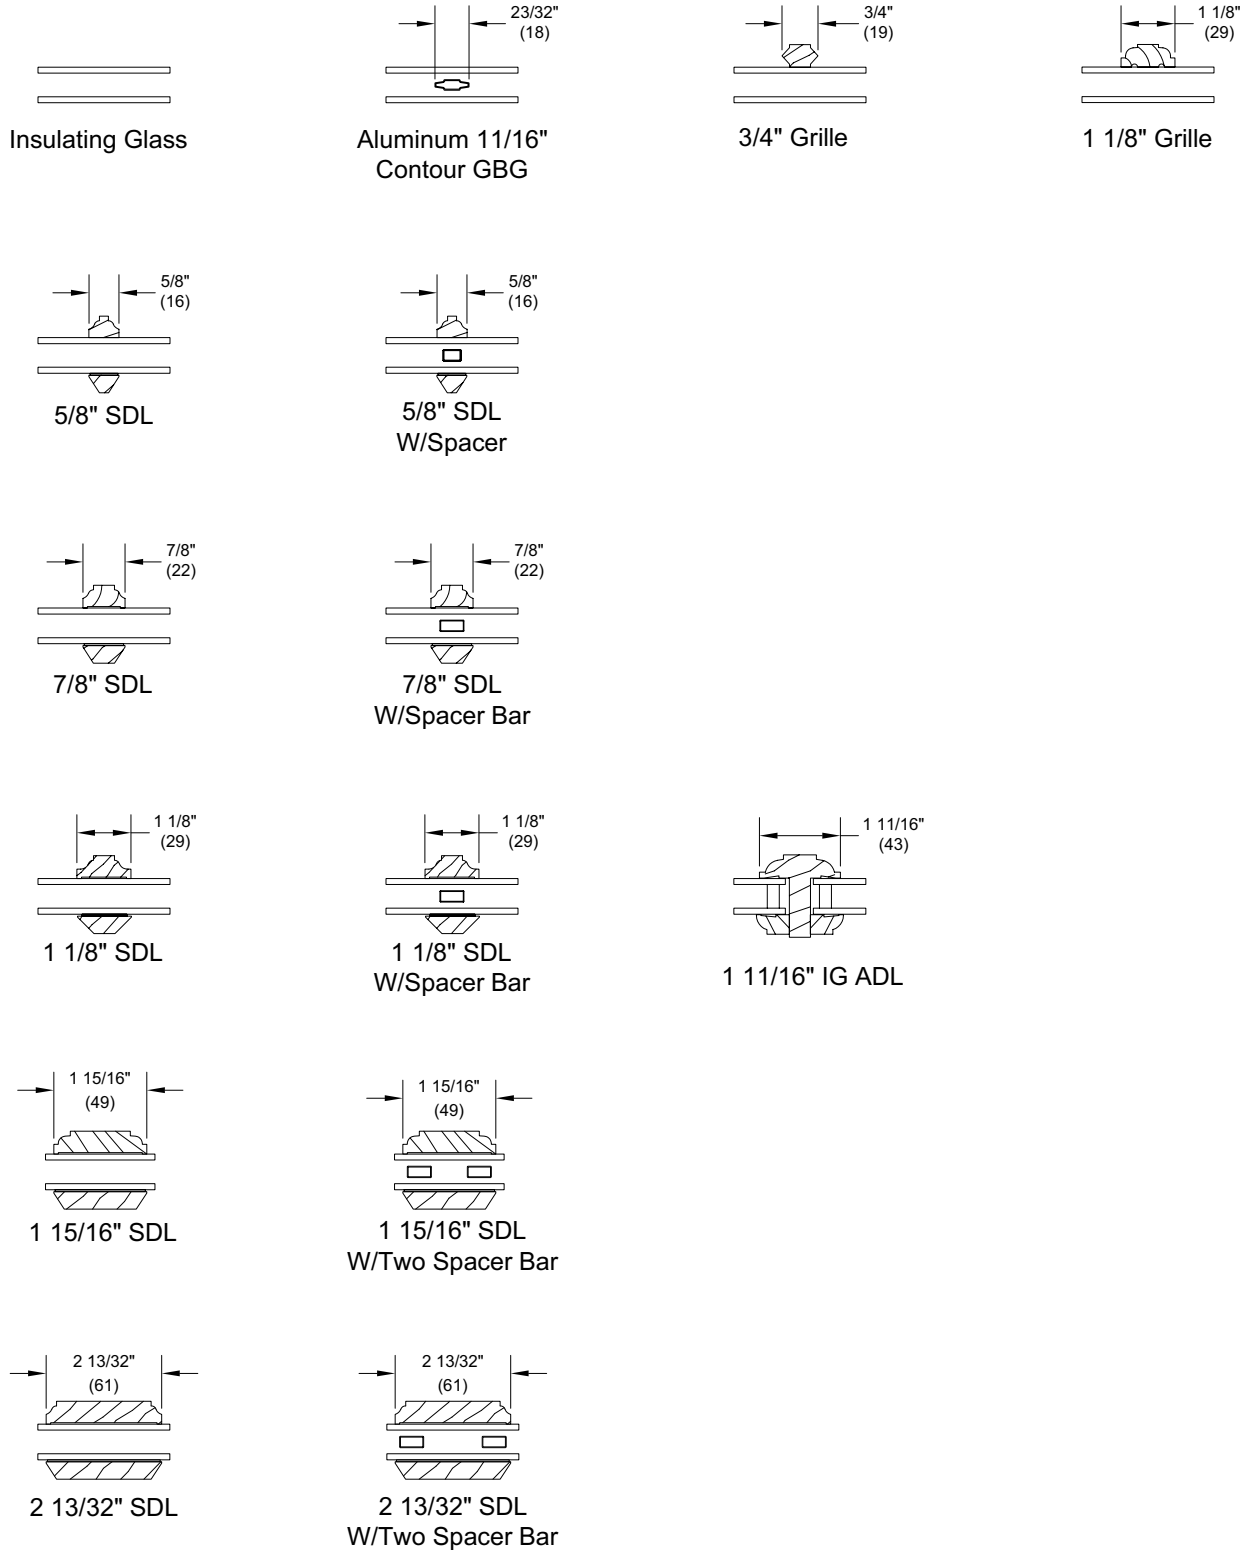 23/32"
(18)
3/4"
(19)
1 1/8"
(29)
Insulating Glass
Aluminum 11/16"
Contour GBG
3/4" Grille
1 1/8" Grille
5/8"
(16)
5/8"
(16)
5/8" SDL
5/8" SDL
W/Spacer
7/8"
(22)
7/8"
(22)
7/8" SDL
7/8" SDL
W/Spacer Bar
1 1/8"
(29)
1 1/8"
(29)
1 11/16"
(43)
1 1/8" SDL
1 1/8" SDL
W/Spacer Bar
1 11/16" IG ADL
1 15/16"
(49)
1 15/16"
(49)
1 15/16" SDL
1 15/16" SDL
W/Two Spacer Bar
2 13/32"
(61)
2 13/32"
(61)
2 13/32" SDL
2 13/32" SDL
W/Two Spacer Bar